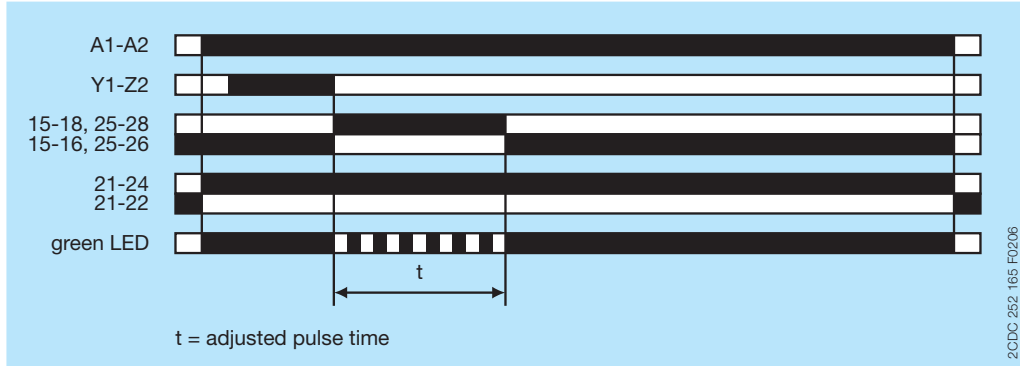 A1-A2
Y1-Z2
15-18, 25-28
15-16, 25-26
21-24
21-22
green LED
t
t = adjusted pulse time
2CDC 252 165 F0206